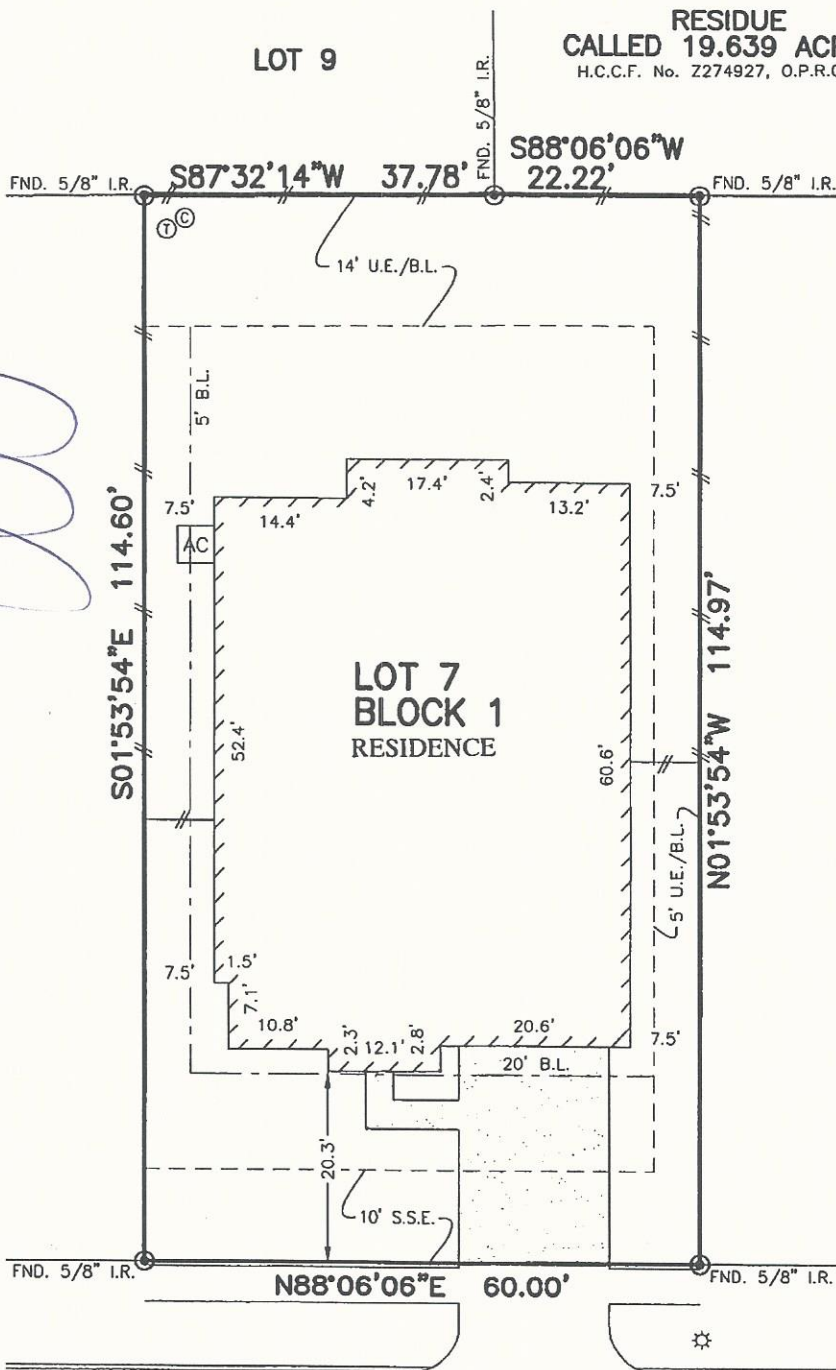 RESIDUE
LOT 9
CALLED 19.639
H.C.C.F. No. Z274927, O.P.R.
FND. 5/8" I.R.
S87°32'14"W 37.78'
S88°06'06"W
22.22'
FND. 5/8" I.R.
FND. 5/8" I.R.
T
C
14' U.E./B.L.
5' B.L.
7.5'
14.4'
4.2'
17.4'
2.4'
13.2'
7.5'
AC
S01°53'54"E 114.60'
N01°53'54"W 114.97'
LOT 7
BLOCK 1
RESIDENCE
52.4'
60.6'
5' U.E./B.L.
7.5'
1.5'
7.1'
10.8'
2.3'
12.1'
2.8'
20.6'
7.5'
20' B.L.
20.3'
10' S.S.E.
FND. 5/8" I.R.
N88°06'06"E 60.00'
FND. 5/8" I.R.